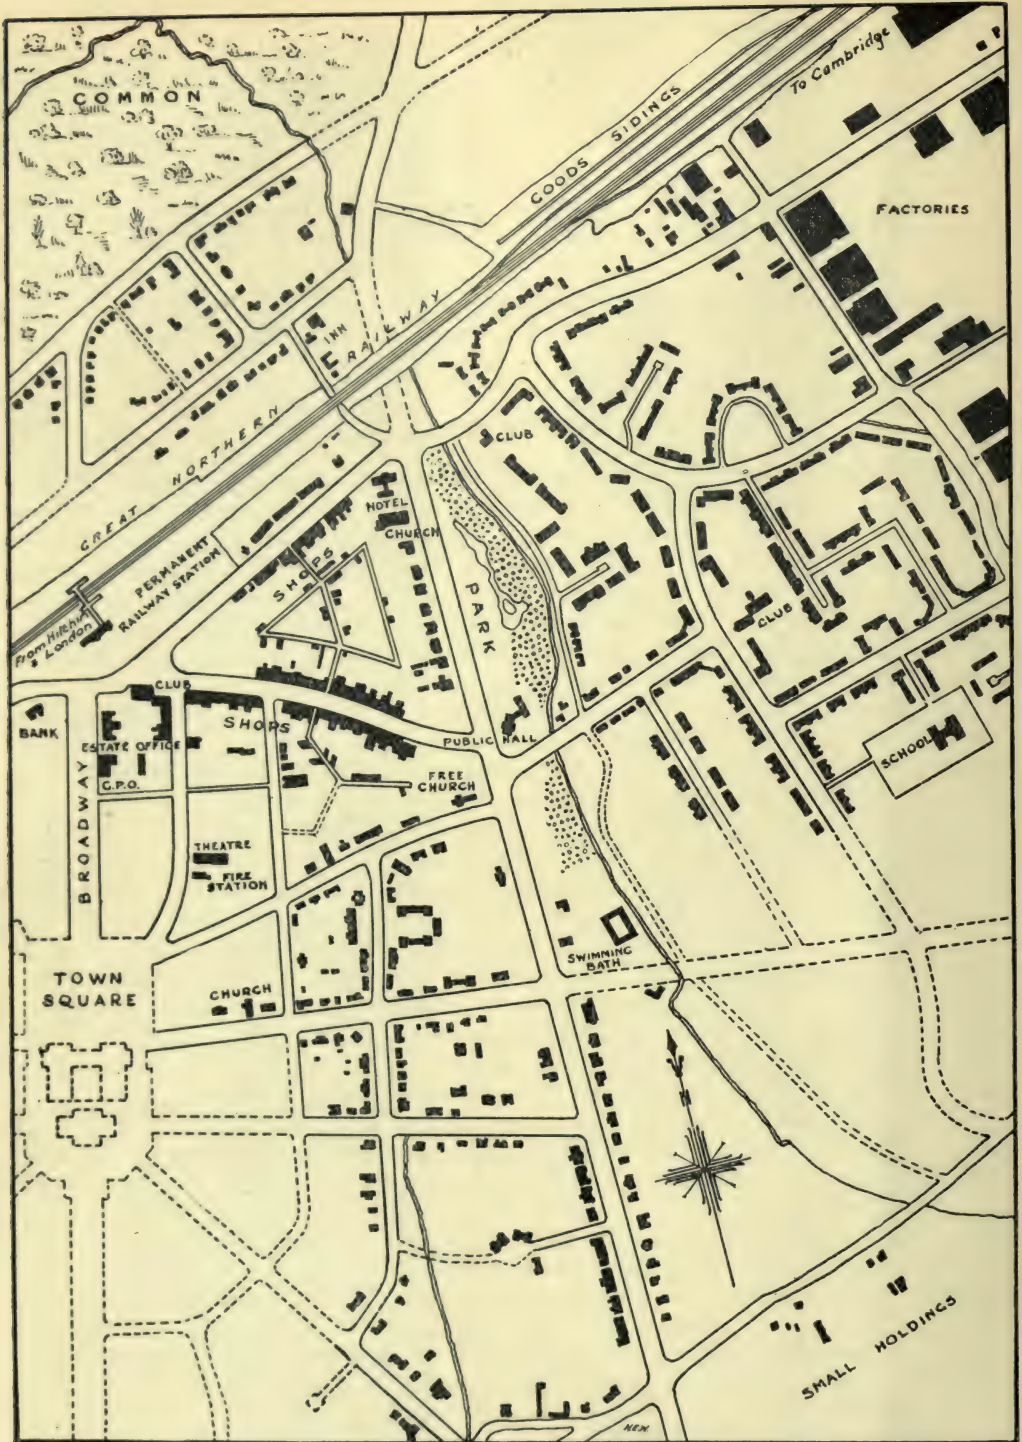 COMMON
To Cambridge
GOODS SIDINGS
FACTORIES
INN
RAILWAY
GREAT NORTHERN
CLUB
HOTEL
CHURCH
SHOPS
PERMANENT
RAILWAY STATION
From Hitchin
& London
PARK
CLUB
CLUB
BANK
SHOPS
ESTATE OFFICE
G.P.O.
PUBLIC HALL
FREE
CHURCH
SCHOOL
BROADWAY
THEATRE
FIRE
STATION
SWIMMING
BATH
TOWN
SQUARE
CHURCH
N
SMALL HOLDINGS
H.E.N.